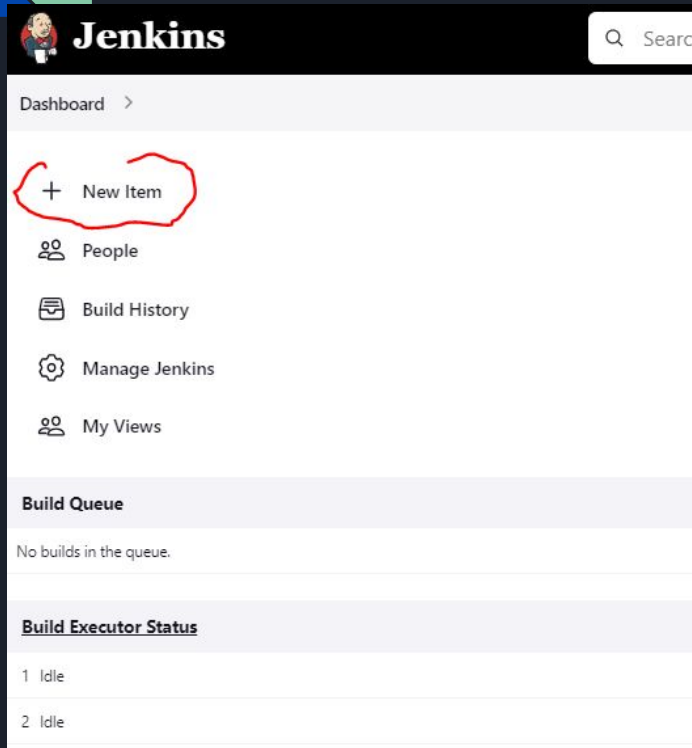 Jenkins
Searc
Dashboard
New Item
People
Build History
Manage Jenkins
My Views
Build Queue
No builds in the queue.
Build Executor Status
1 Idle
2 Idle